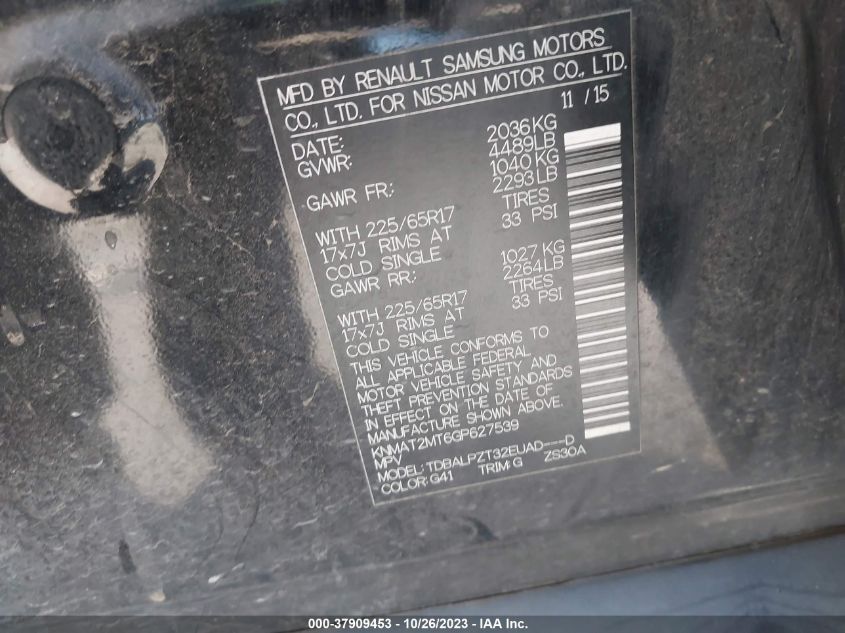 MFD BY RENAULT SAMSUNG MOTORS
CO., LTD. FOR NISSAN MOTOR CO., LTD.
DATE: 11 / 15
GVWR: 2036KG
4489LB
GAWR FR: 1040 KG
2293LB
WITH 225/65R17 TIRES
17x7J RIMS AT 33 PSI
COLD SINGLE
GAWR RR: 1027 KG
2264LB
WITH 225/65R17 TIRES
17x7J RIMS AT 33 PSI
COLD SINGLE
THIS VEHICLE CONFORMS TO
ALL APPLICABLE FEDERAL
MOTOR VEHICLE SAFETY AND
THEFT PREVENTION STANDARDS
IN EFFECT ON THE DATE OF
MANUFACTURE SHOWN ABOVE.
KNMAT2MT6GP627539
MPV
MODEL: TDBALPZT32EUAD---D
COLOR: G41 TRIM: G ZS30A
000-37909453 - 10/26/2023 - IAA Inc.